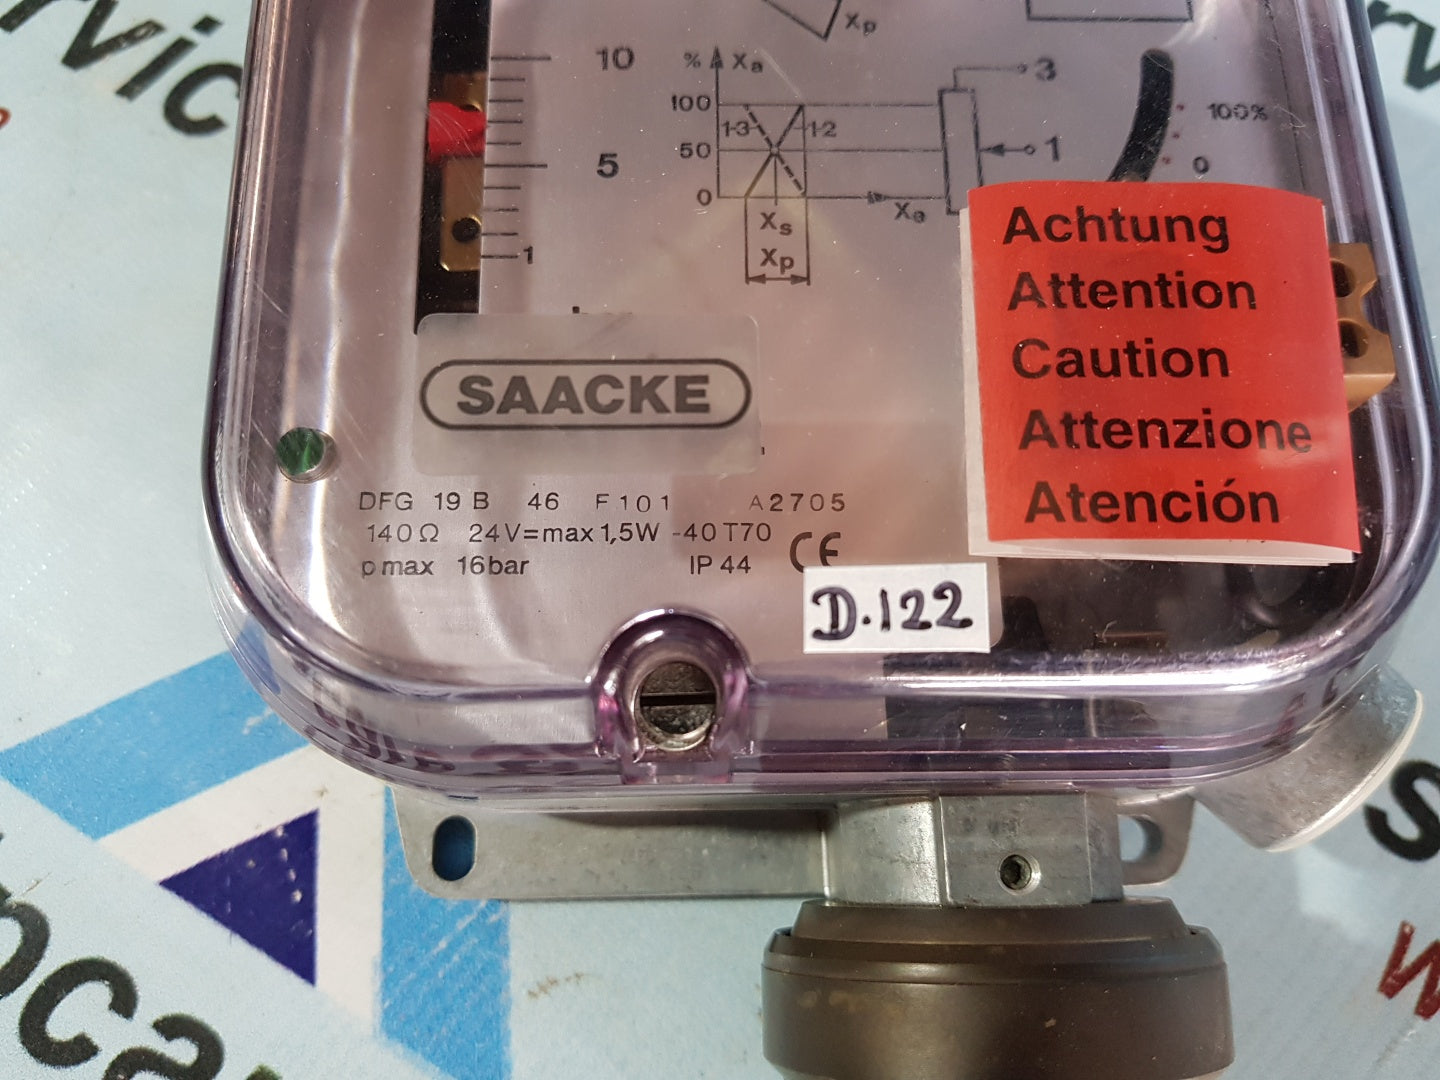 xp
10
5
1
% xa
100
50
0
1-3
1-2
3
1
xe
xs
xp
100%
0
Achtung
Attention
Caution
Attenzione
Atención
SAACKE
DFG 19 B 46 F101 A2705
140Ω 24V=max 1,5W -40T70
p max 16bar IP 44 CE
D.122